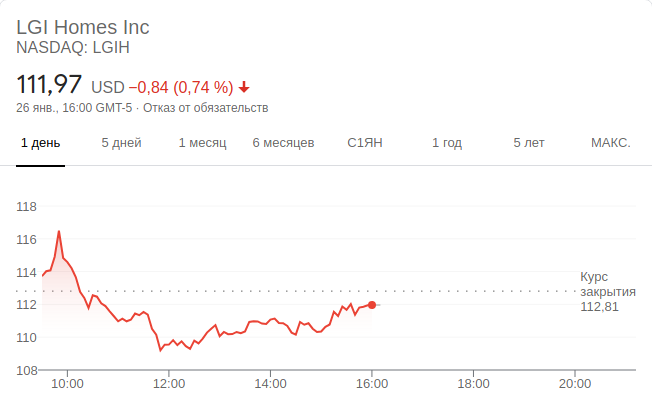 LGI Homes Inc
NASDAQ: LGIH
111,97 USD −0,84 (0,74 %)
26 янв., 16:00 GMT-5 · Отказ от обязательств
1 день 5 дней 1 месяц 6 месяцев С1ЯН 1 год 5 лет МАКС.
118
116
114
Курс
закрытия
112,81
112
110
108
10:00 12:00 14:00 16:00 18:00 20:00